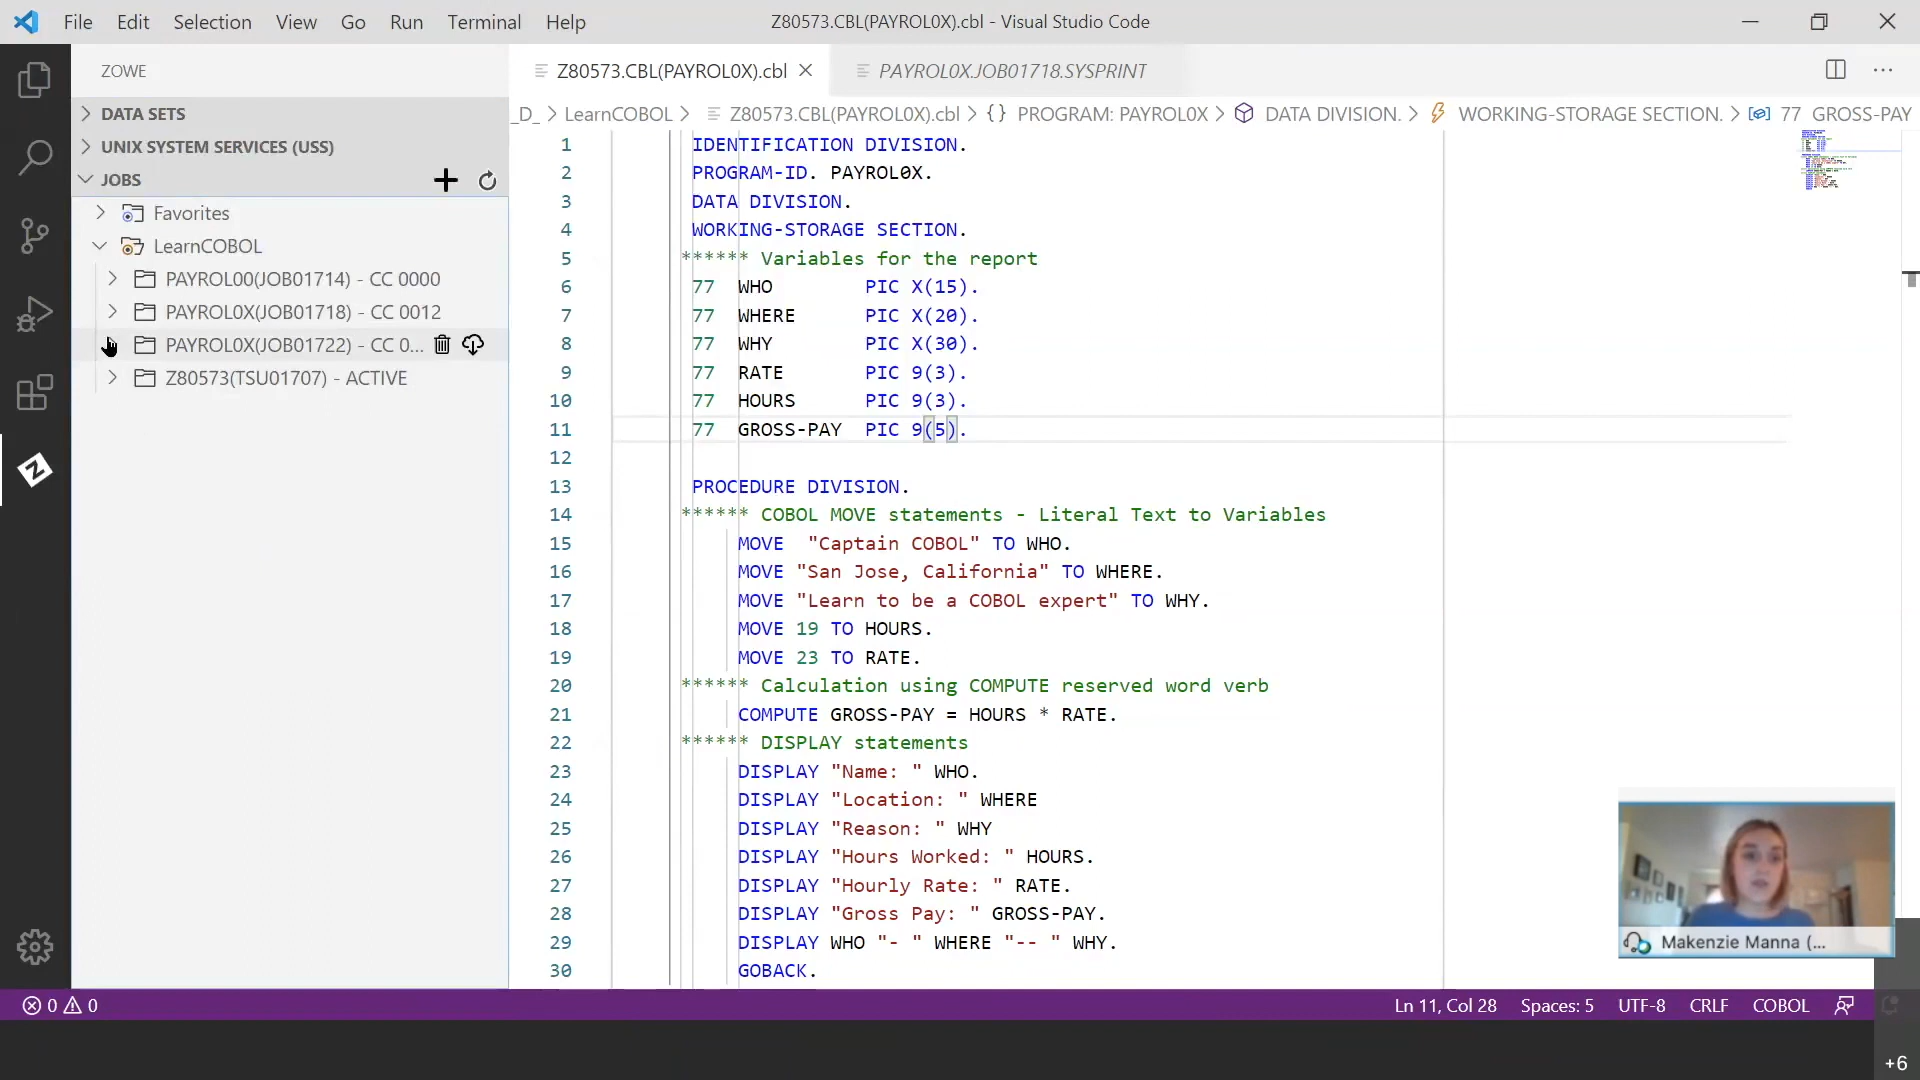 File Edit Selection View Go Run Terminal Help Z80573.CBL(PAYROL0X).cbl - Visual Studio Code
ZOWE
Z80573.CBL(PAYROL0X).cbl PAYROL0X.JOB01718.SYSPRINT
_D_ > LearnCOBOL > Z80573.CBL(PAYROL0X).cbl > {} PROGRAM: PAYROL0X > DATA DIVISION. > WORKING-STORAGE SECTION. > 77 GROSS-PAY
DATA SETS
UNIX SYSTEM SERVICES (USS)
JOBS
Favorites
LearnCOBOL
PAYROL00(JOB01714) - CC 0000
PAYROL0X(JOB01718) - CC 0012
PAYROL0X(JOB01722) - CC 0...
Z80573(TSU01707) - ACTIVE
1 IDENTIFICATION DIVISION.
2 PROGRAM-ID. PAYROL0X.
3 DATA DIVISION.
4 WORKING-STORAGE SECTION.
5 ****** Variables for the report
6 77 WHO PIC X(15).
7 77 WHERE PIC X(20).
8 77 WHY PIC X(30).
9 77 RATE PIC 9(3).
10 77 HOURS PIC 9(3).
11 77 GROSS-PAY PIC 9(5).
12
13 PROCEDURE DIVISION.
14 ****** COBOL MOVE statements - Literal Text to Variables
15 MOVE "Captain COBOL" TO WHO.
16 MOVE "San Jose, California" TO WHERE.
17 MOVE "Learn to be a COBOL expert" TO WHY.
18 MOVE 19 TO HOURS.
19 MOVE 23 TO RATE.
20 ****** Calculation using COMPUTE reserved word verb
21 COMPUTE GROSS-PAY = HOURS * RATE.
22 ****** DISPLAY statements
23 DISPLAY "Name: " WHO.
24 DISPLAY "Location: " WHERE
25 DISPLAY "Reason: " WHY
26 DISPLAY "Hours Worked: " HOURS.
27 DISPLAY "Hourly Rate: " RATE.
28 DISPLAY "Gross Pay: " GROSS-PAY.
29 DISPLAY WHO "- " WHERE "-- " WHY.
30 GOBACK.
Makenzie Manna (...
0 0 Ln 11, Col 28 Spaces: 5 UTF-8 CRLF COBOL
+6